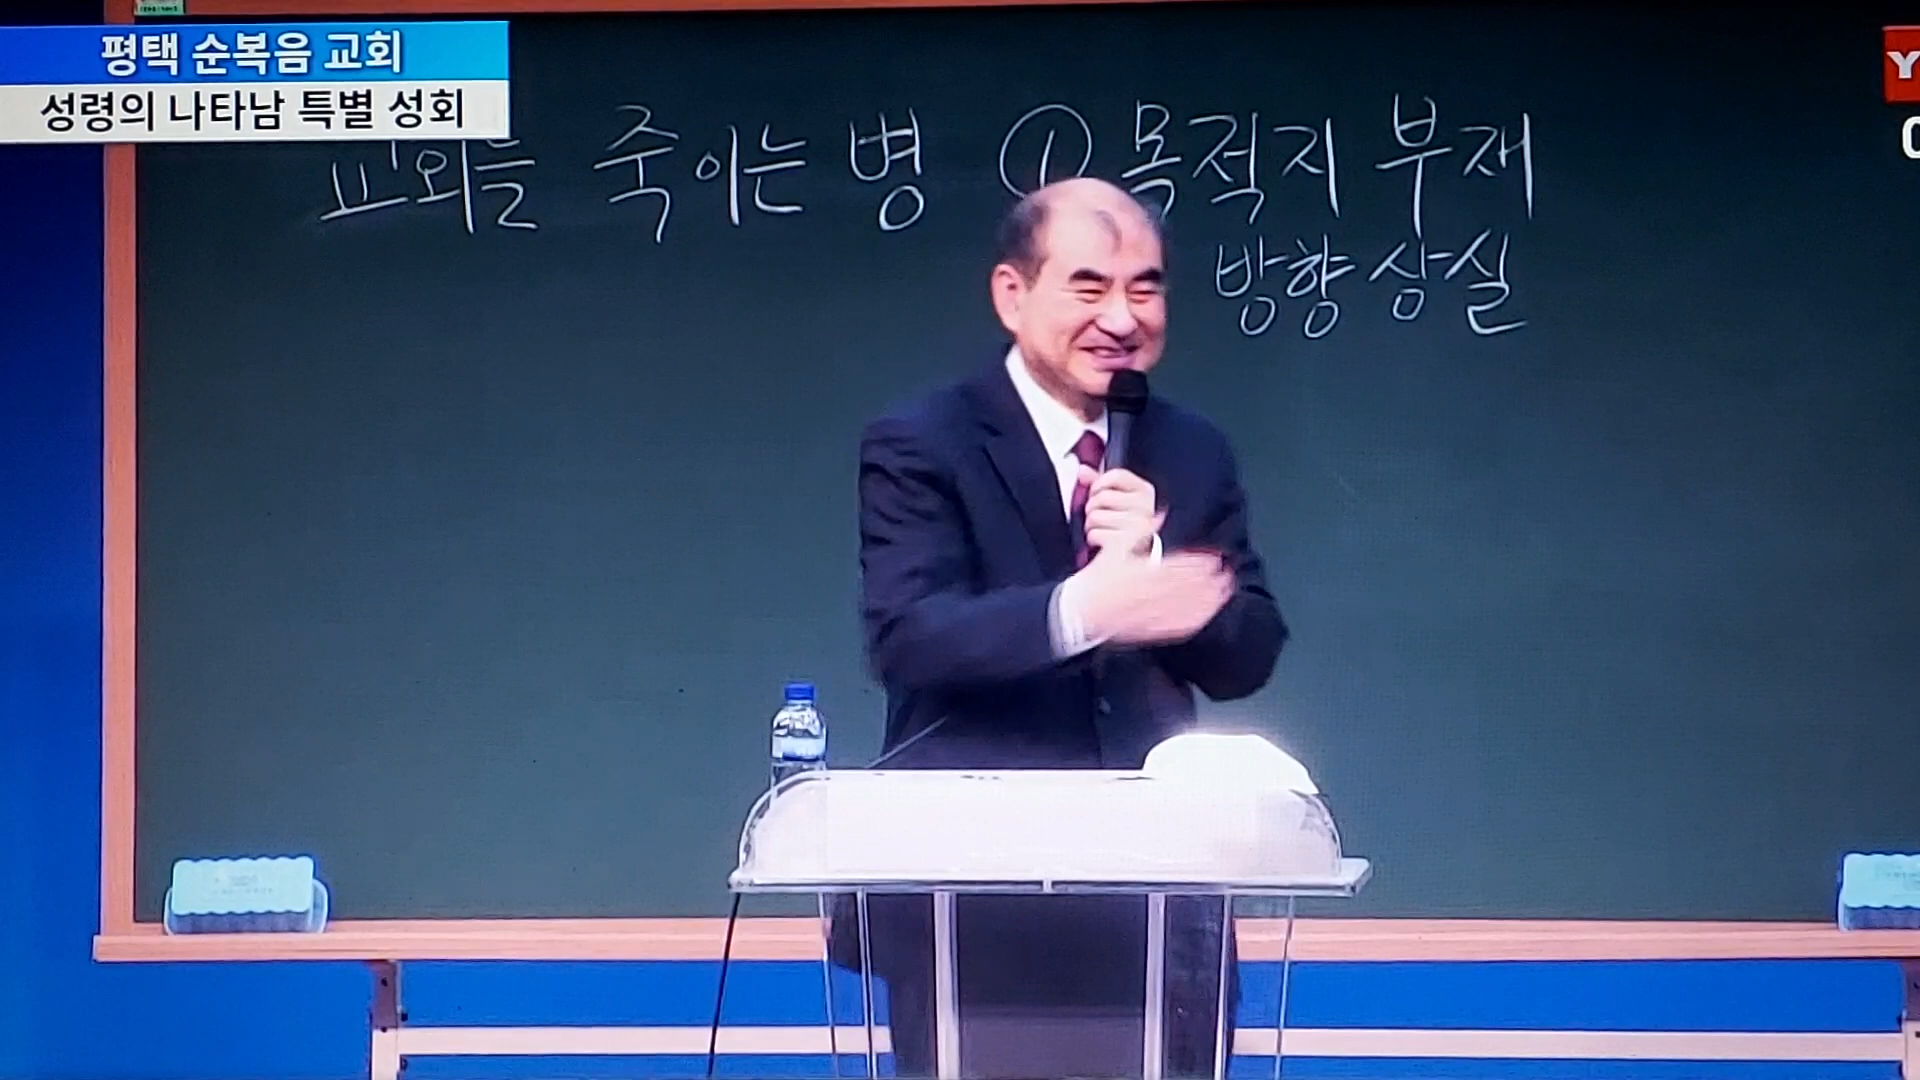 평택 순복음 교회
성령의 나타남 특별 성회
교회를 죽이는 병 ① 목적지 부재
방향 상실
Y
C